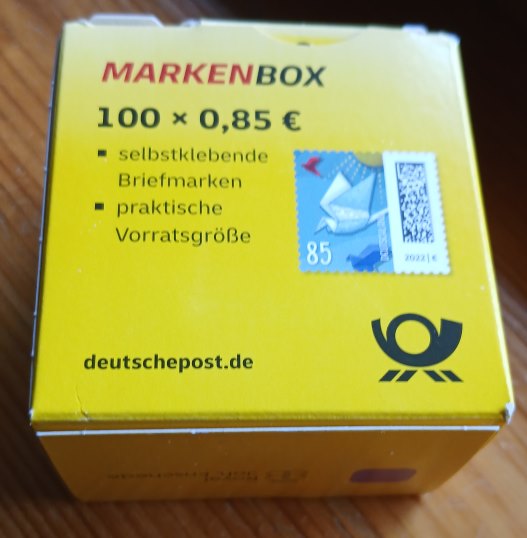 MARKENBOX
100 × 0,85 €
▪ selbstklebende
Briefmarken
▪ praktische
Vorratsgröße
85
2022 | €
deutschepost.de